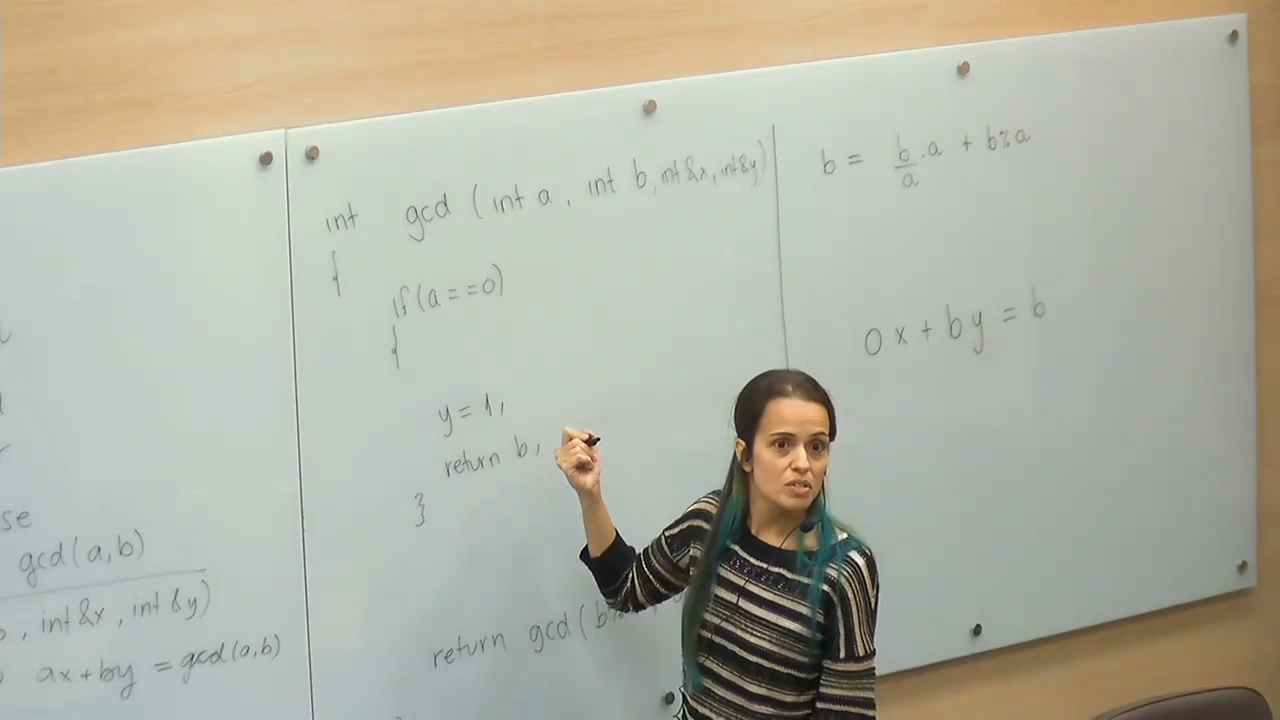 se
gcd(a,b)
, int &x, int &y)
ax+by = gcd(a,b)
int gcd (int a, int b, int &x, int &y)
{
if (a==0)
{
y = 1;
return b;
}
return gcd (b%
b = b/a · a + b%a
0x + by = b